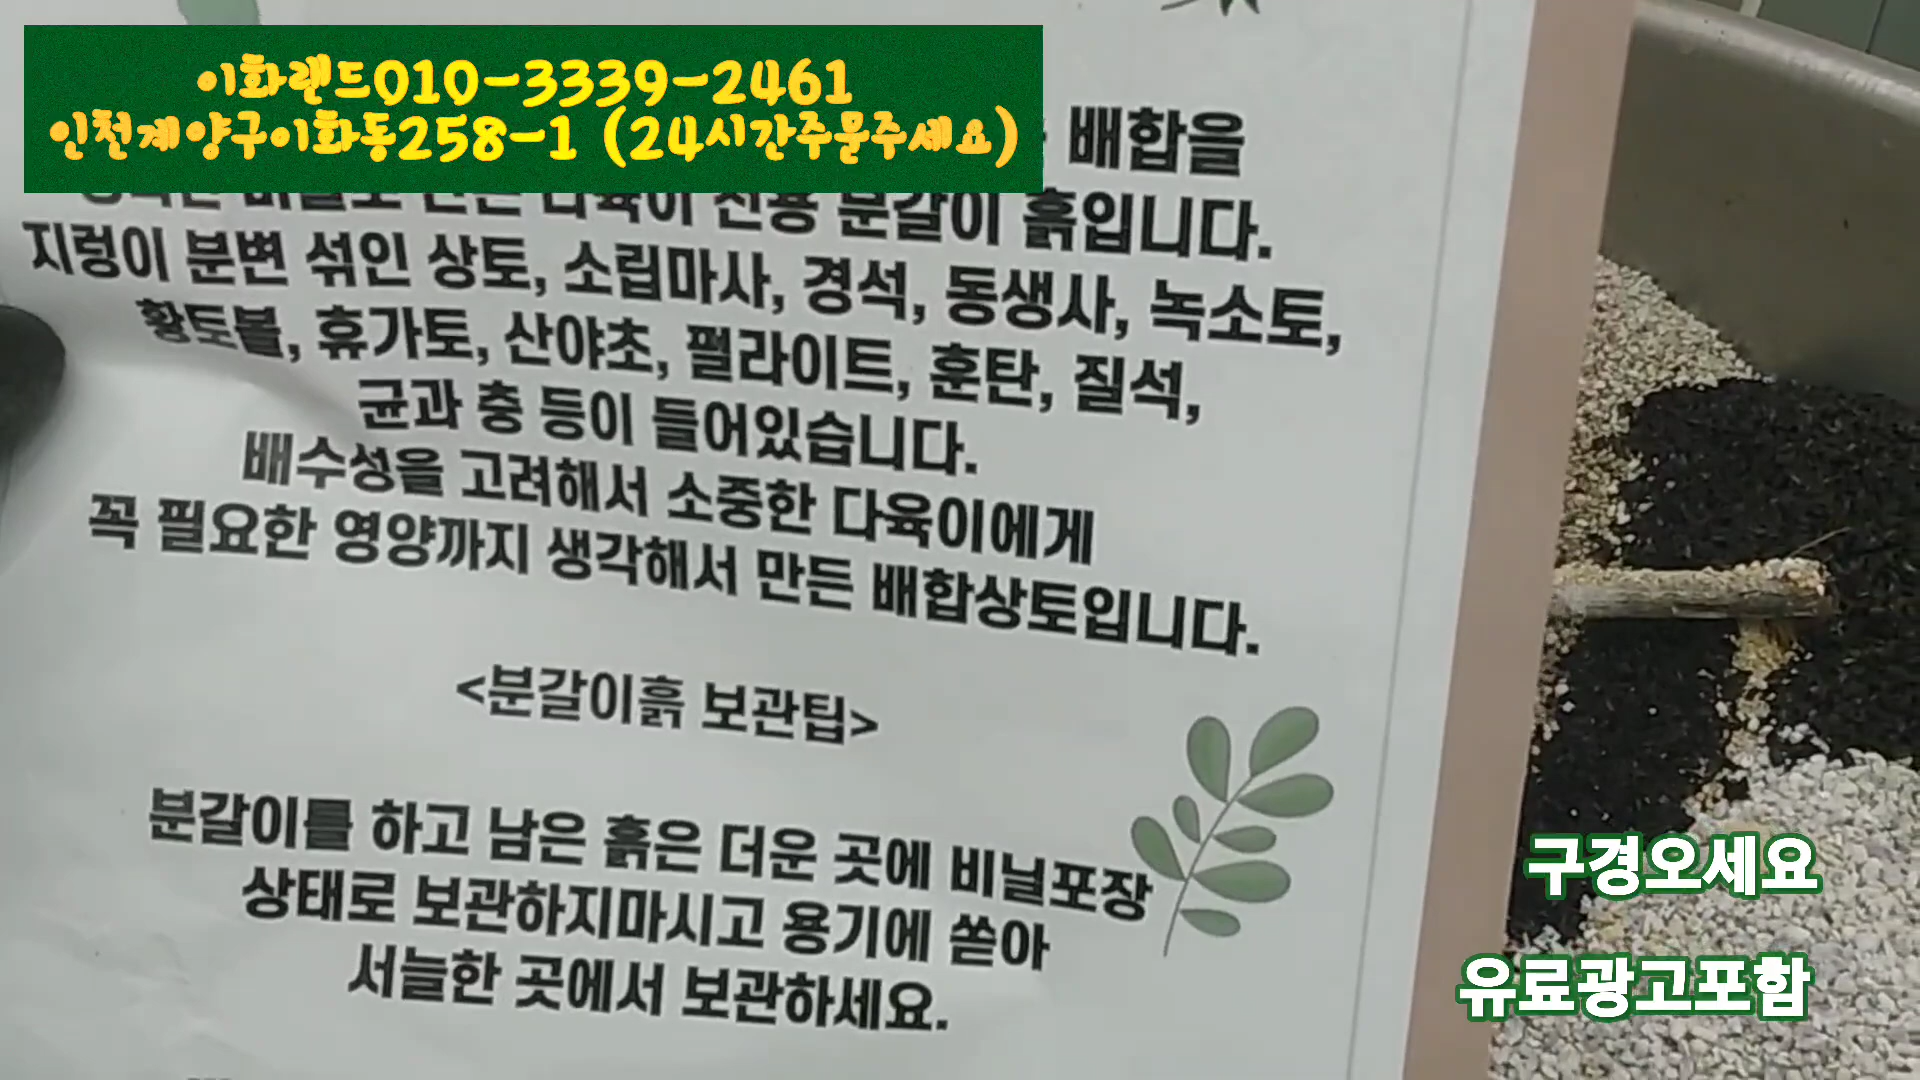 이화랜드010-3339-2461
인천계양구이화동258-1 (24시간주문주세요)
배합을
다육이 전용 분갈이 흙입니다.
지렁이 분변 섞인 상토, 소립마사, 경석, 동생사, 녹소토,
황토볼, 휴가토, 산야초, 펄라이트, 훈탄, 질석,
균과 충 등이 들어있습니다.
배수성을 고려해서 소중한 다육이에게
꼭 필요한 영양까지 생각해서 만든 배합상토입니다.
<분갈이흙 보관팁>
분갈이를 하고 남은 흙은 더운 곳에 비닐포장
상태로 보관하지마시고 용기에 쏟아
서늘한 곳에서 보관하세요.
구경오세요
유료광고포함